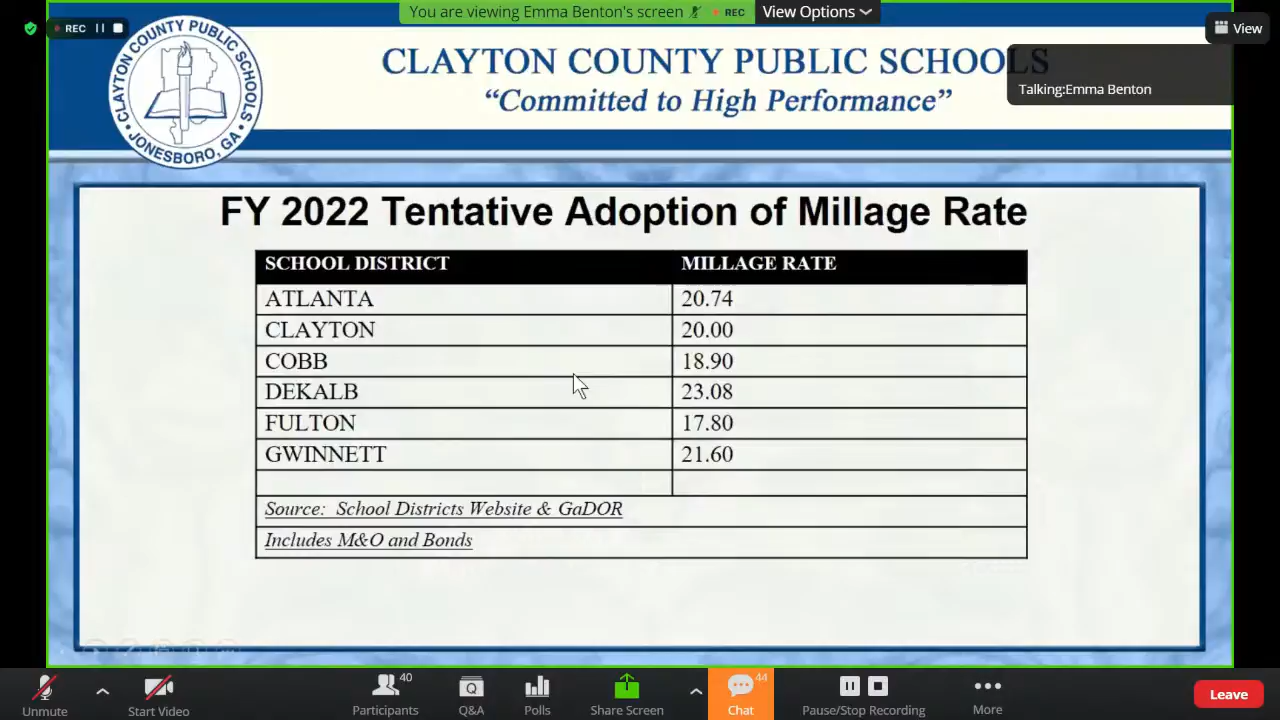 You are viewing Emma Benton's screen REC View Options
REC
View
CLAYTON COUNTY PUBLIC SCHOOLS
JONESBORO, GA
CLAYTON COUNTY PUBLIC SCHOOLS
“Committed to High Performance”
Talking:Emma Benton
FY 2022 Tentative Adoption of Millage Rate
SCHOOL DISTRICT MILLAGE RATE
ATLANTA 20.74
CLAYTON 20.00
COBB 18.90
DEKALB 23.08
FULTON 17.80
GWINNETT 21.60
Source: School Districts Website & GaDOR
Includes M&O and Bonds
40
44
Unmute Start Video Participants Q&A Polls Share Screen Chat Pause/Stop Recording More Leave